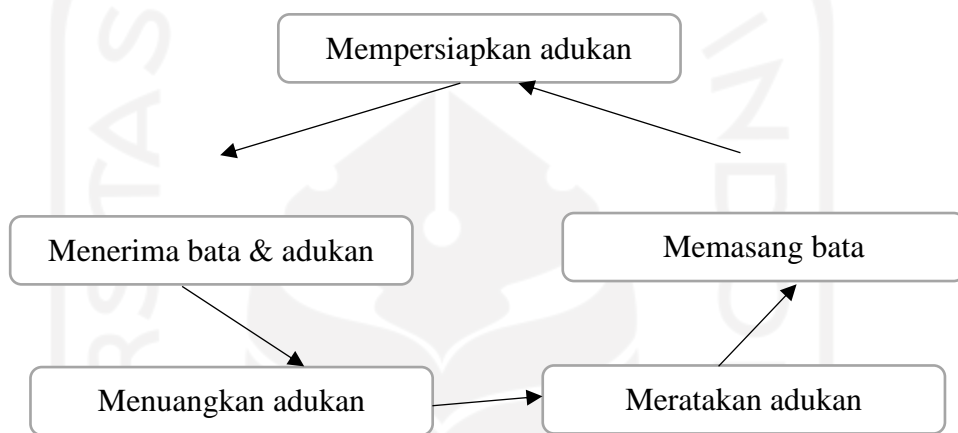 Mempersiapkan adukan
Menerima bata & adukan
Memasang bata
Menuangkan adukan
Meratakan adukan